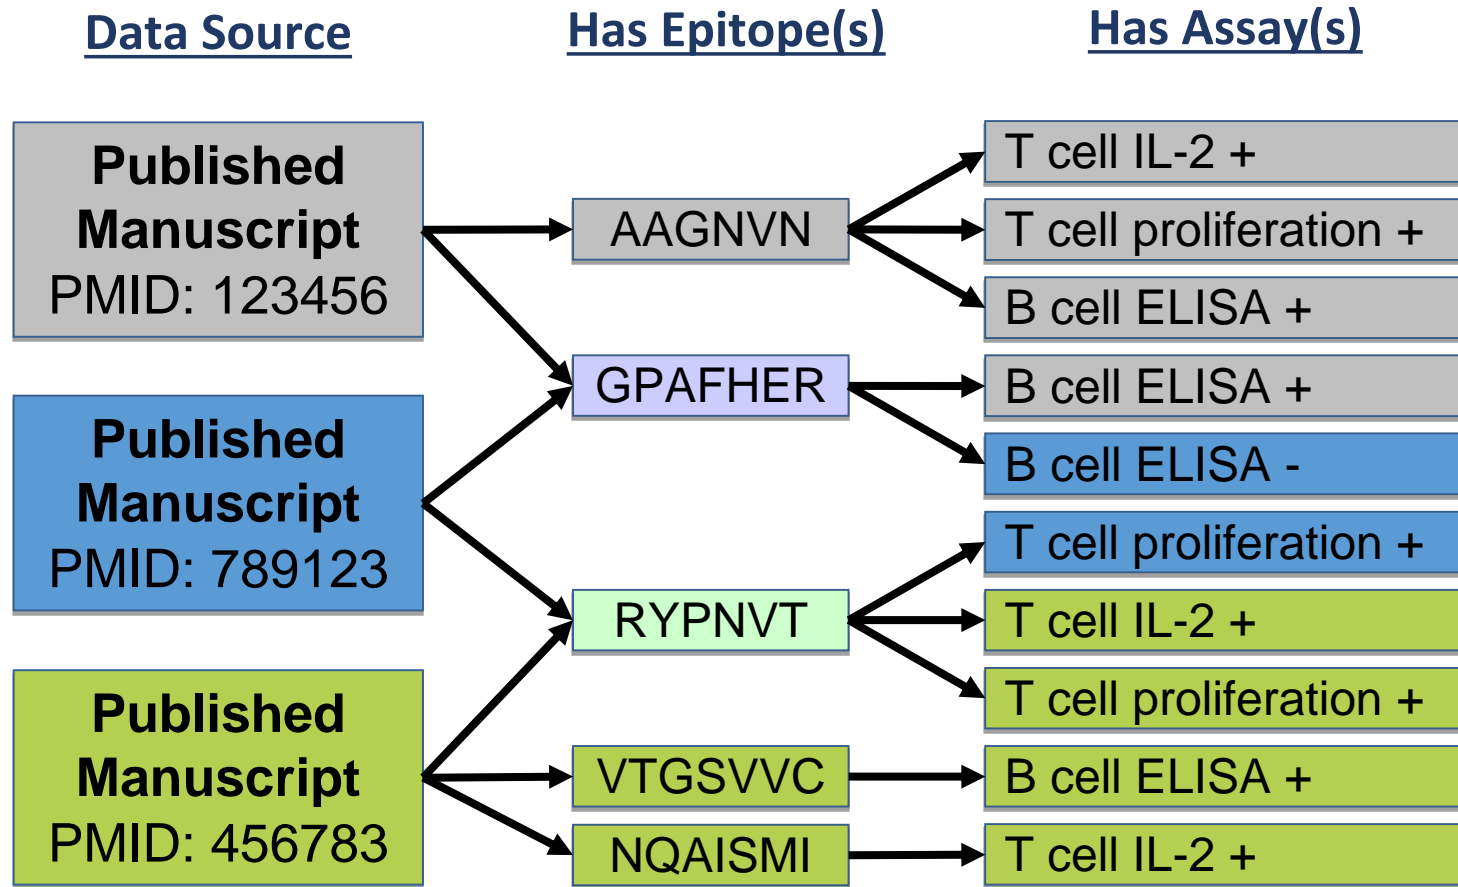 Data Source
Has Epitope(s)
Has Assay(s)
Published
Manuscript
PMID: 123456
AAGNVN
T cell IL-2 +
T cell proliferation +
B cell ELISA +
GPAFHER
B cell ELISA +
B cell ELISA -
Published
Manuscript
PMID: 789123
RYPNVT
T cell proliferation +
T cell IL-2 +
T cell proliferation +
Published
Manuscript
PMID: 456783
VTGSVVC
B cell ELISA +
NQAISMI
T cell IL-2 +